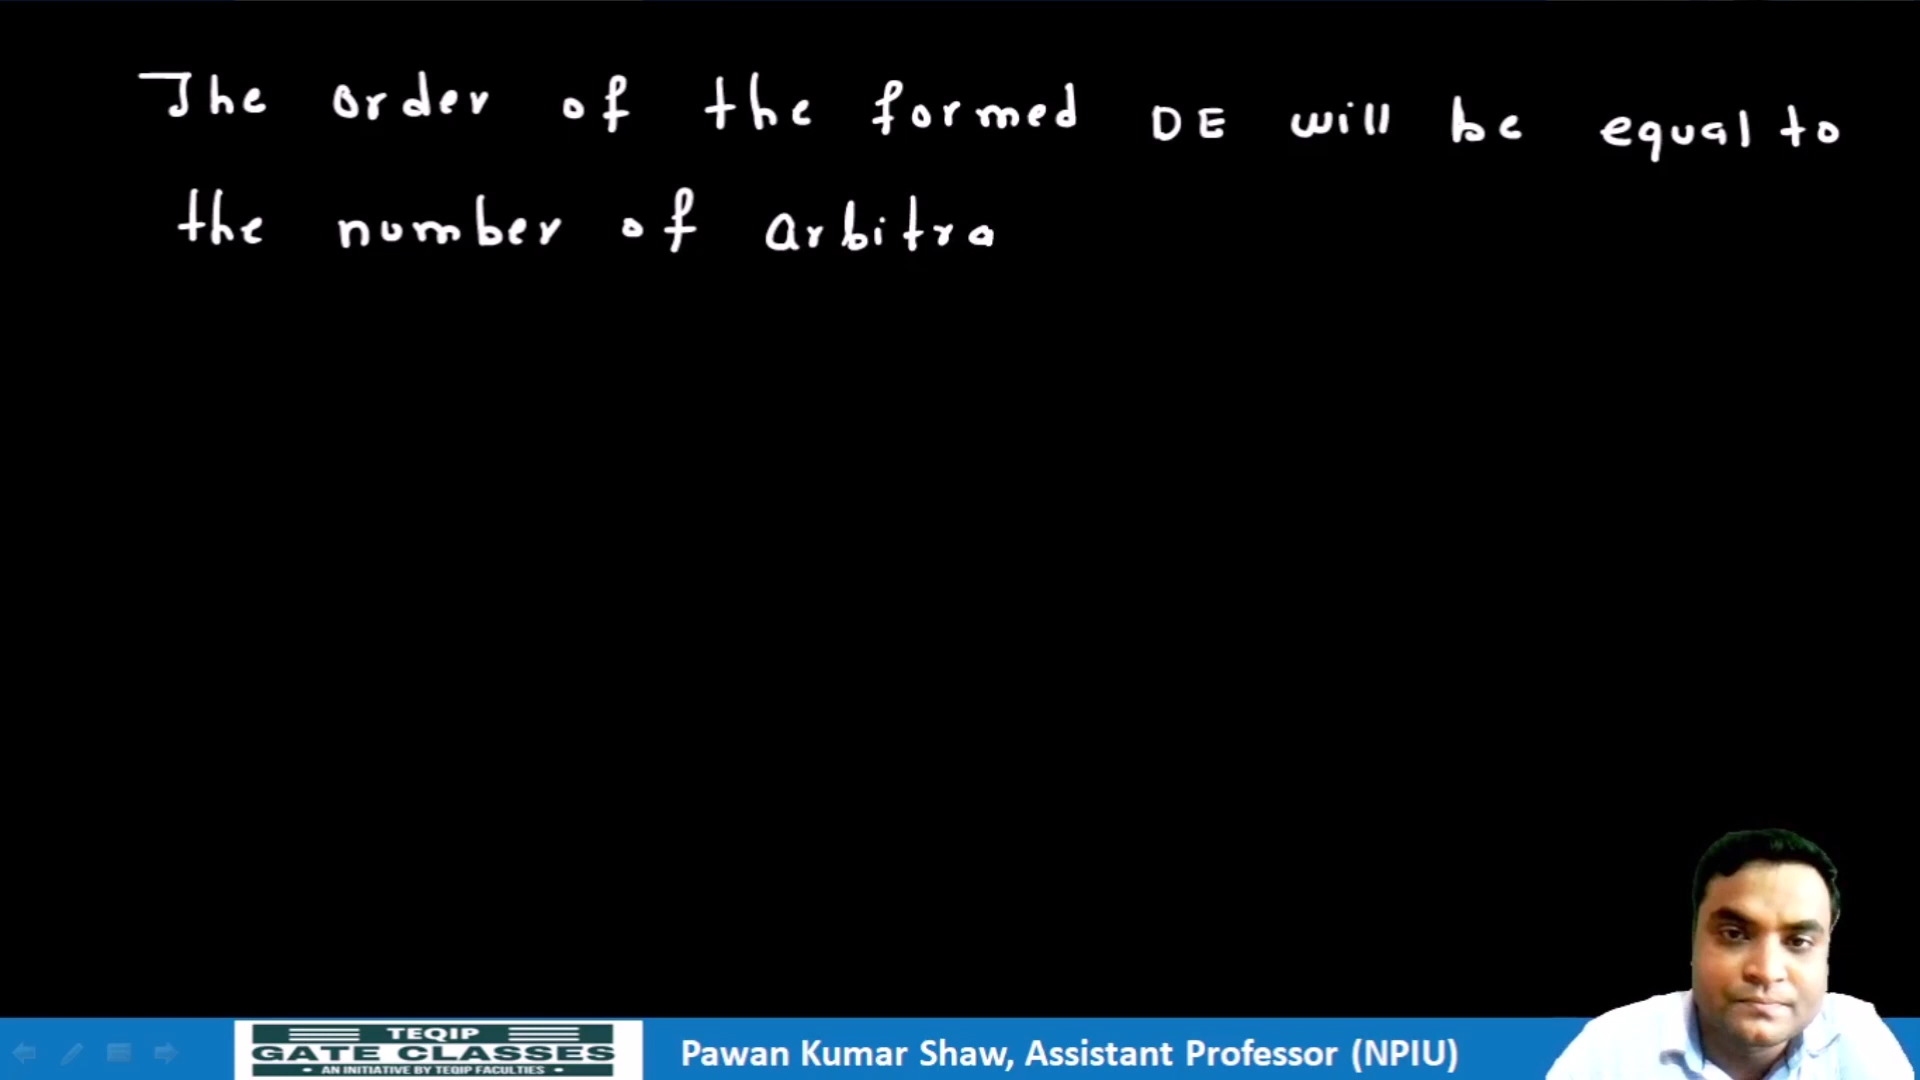 The order of the formed DE will be equal to
the number of arbitra
TEQIP
GATE CLASSES
• AN INITIATIVE BY TEQIP FACULTIES •
Pawan Kumar Shaw, Assistant Professor (NPIU)